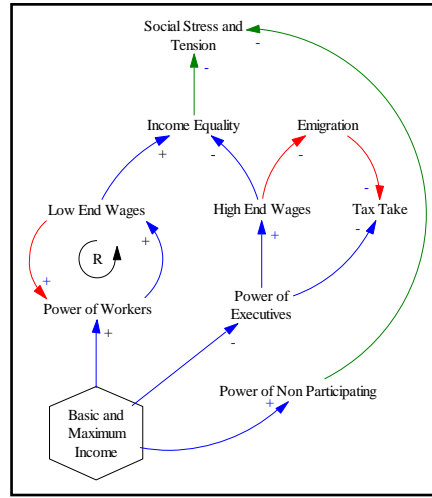 Social Stress and
Tension
-
-
Income Equality
Emigration
+
-
-
-
Low End Wages
High End Wages
Tax Take
+
+
-
R
+
Power of Workers
Power of
Executives
+
-
Power of Non Participating
+
Basic and
Maximum
Income